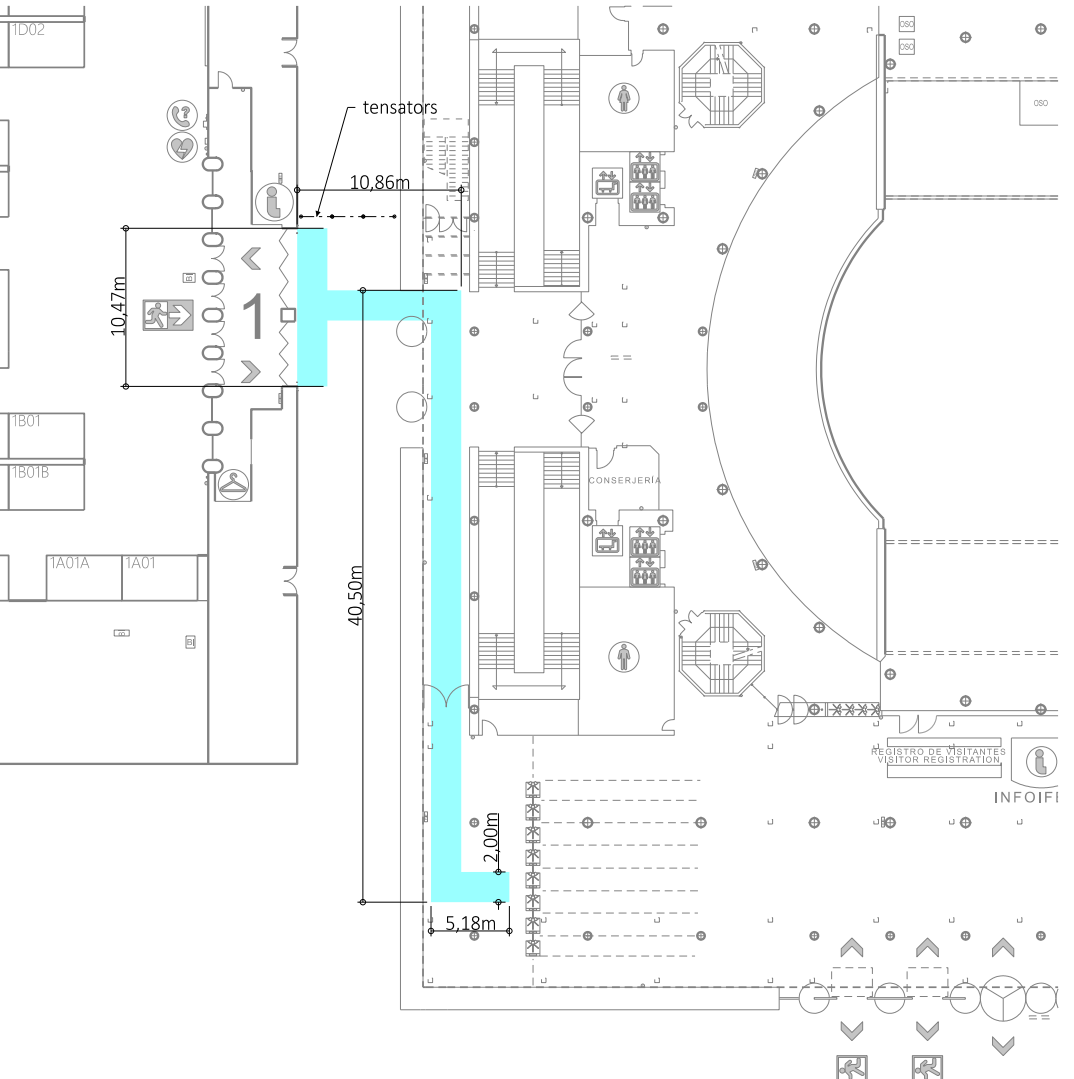 1D02
OSO
OSO
OSO
tensators
10,86m
10,47m
1
1B01
1B01B
CONSERJERÍA
1A01A
1A01
40,50m
REGISTRO DE VISITANTES
VISITOR REGISTRATION
INFOIF
2,00m
5,18m